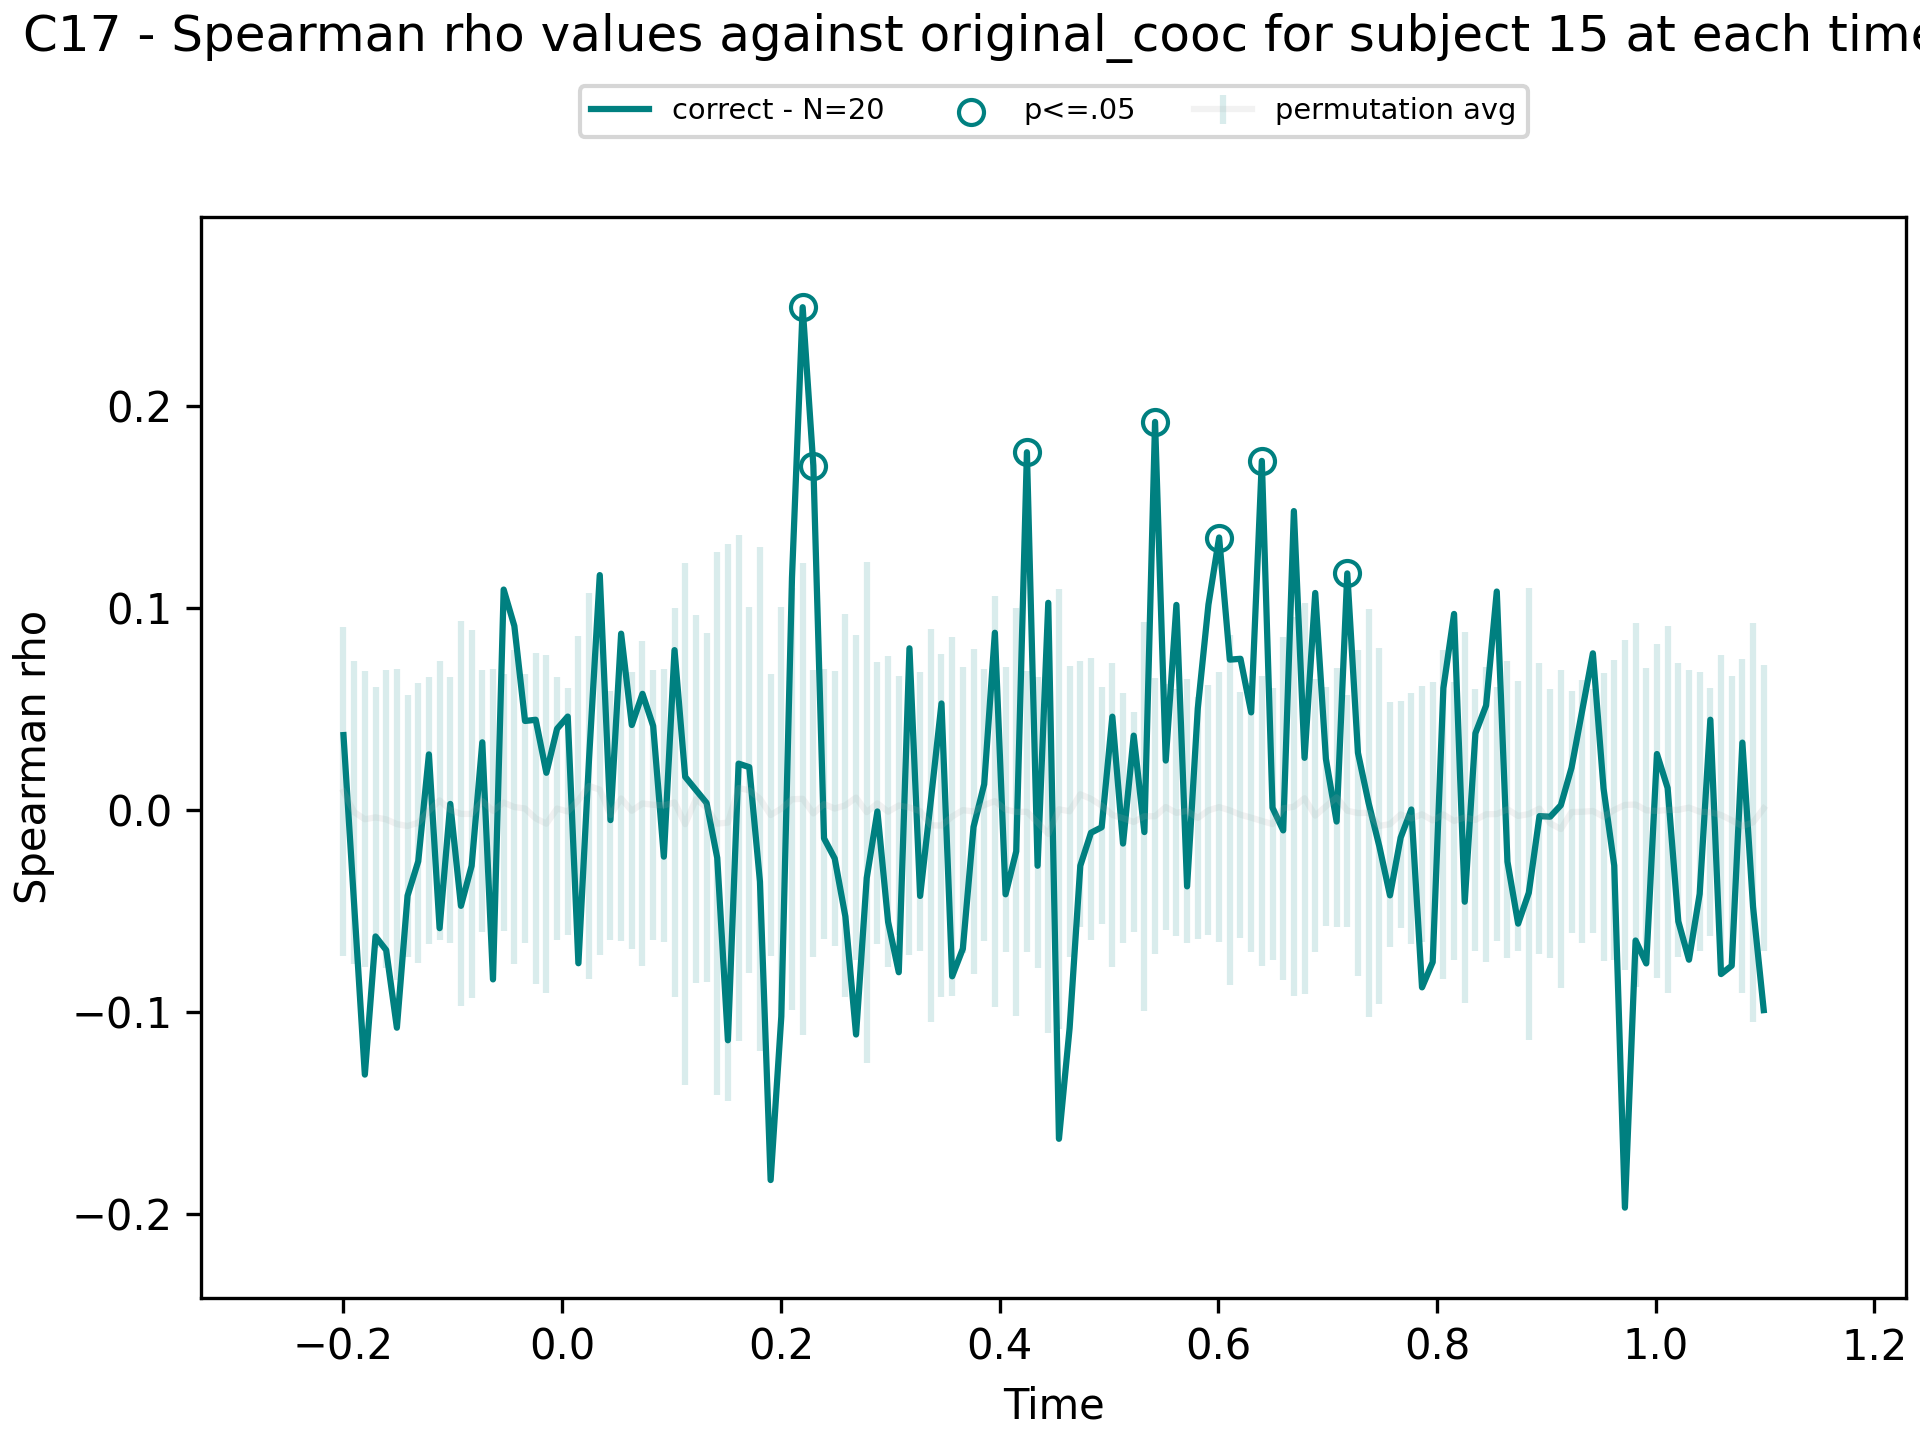 C17 - Spearman rho values against original_cooc for subject 15 at each time
correct - N=20 p<=.05 permutation avg
Spearman rho
0.2
0.1
0.0
−0.1
−0.2
−0.2 0.0 0.2 0.4 0.6 0.8 1.0 1.2
Time